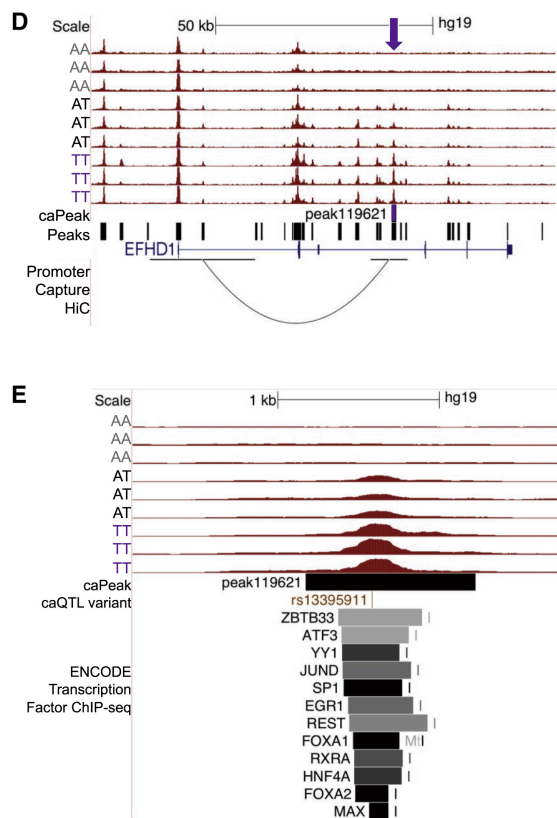 D
Scale 50 kb hg19
AA
AA
AA
AT
AT
AT
TT
TT
TT
caPeak peak119621
Peaks
EFHD1
Promoter
Capture
HiC
E
Scale 1 kb hg19
AA
AA
AA
AT
AT
AT
TT
TT
TT
caPeak peak119621
caQTL variant rs13395911
ZBTB33 l
ATF3 l
YY1 l
ENCODE JUND l
Transcription SP1 l
Factor ChIP-seq EGR1 l
REST l
FOXA1 MtI
RXRA l
HNF4A l
FOXA2 l
MAX l